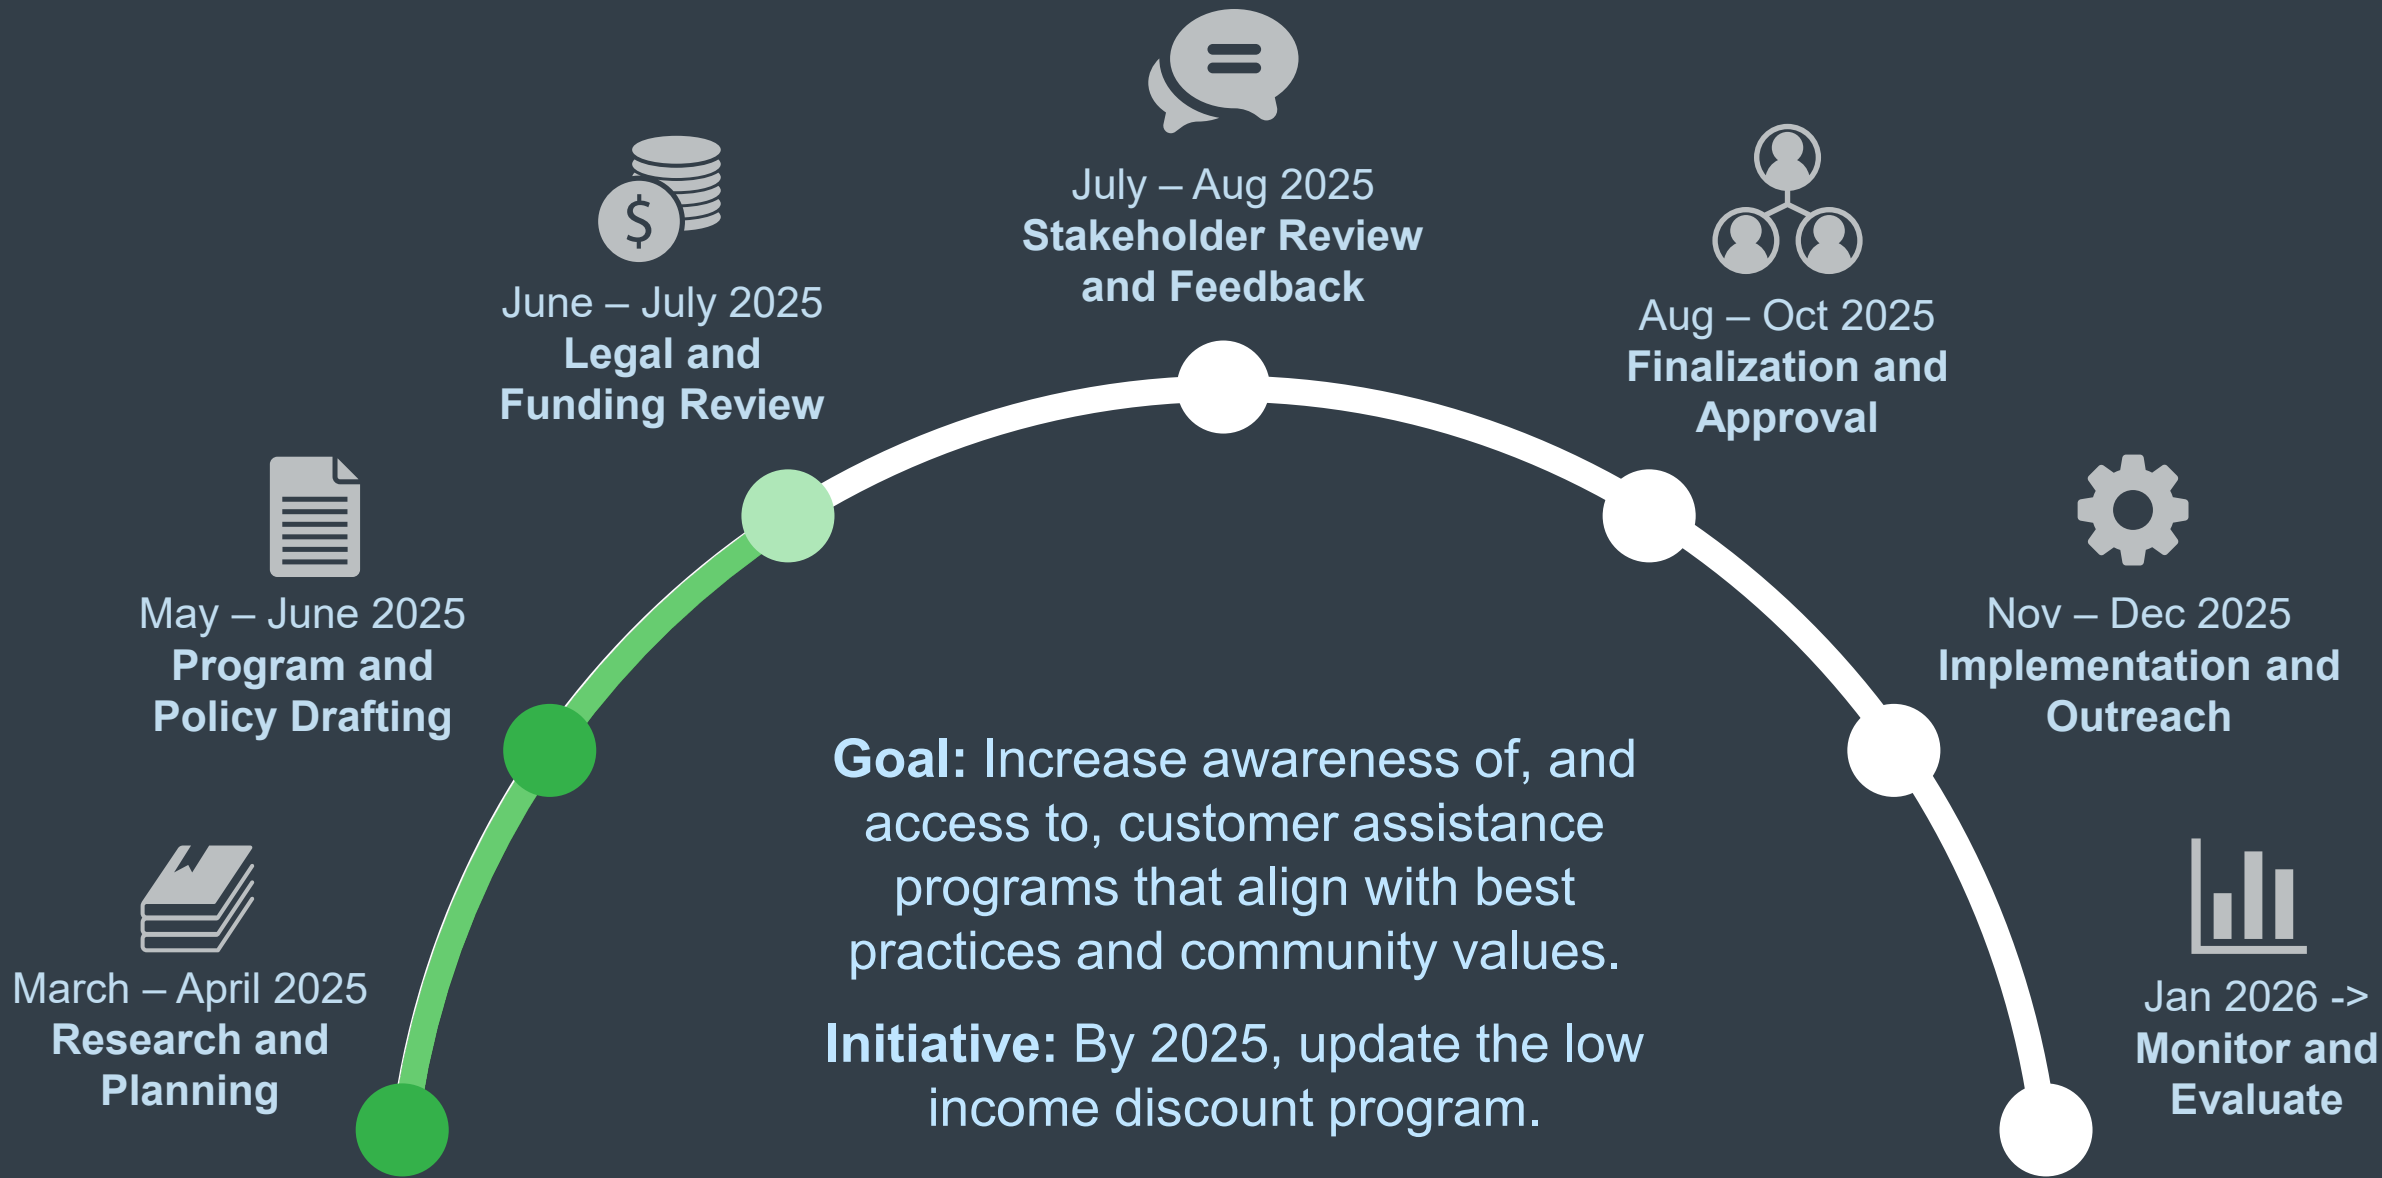 March – April 2025
Research and
Planning
May – June 2025
Program and
Policy Drafting
$
June – July 2025
Legal and
Funding Review
July – Aug 2025
Stakeholder Review
and Feedback
Aug – Oct 2025
Finalization and
Approval
Nov – Dec 2025
Implementation and
Outreach
Jan 2026 ->
Monitor and
Evaluate
Goal: Increase awareness of, and
access to, customer assistance
programs that align with best
practices and community values.
Initiative: By 2025, update the low
income discount program.